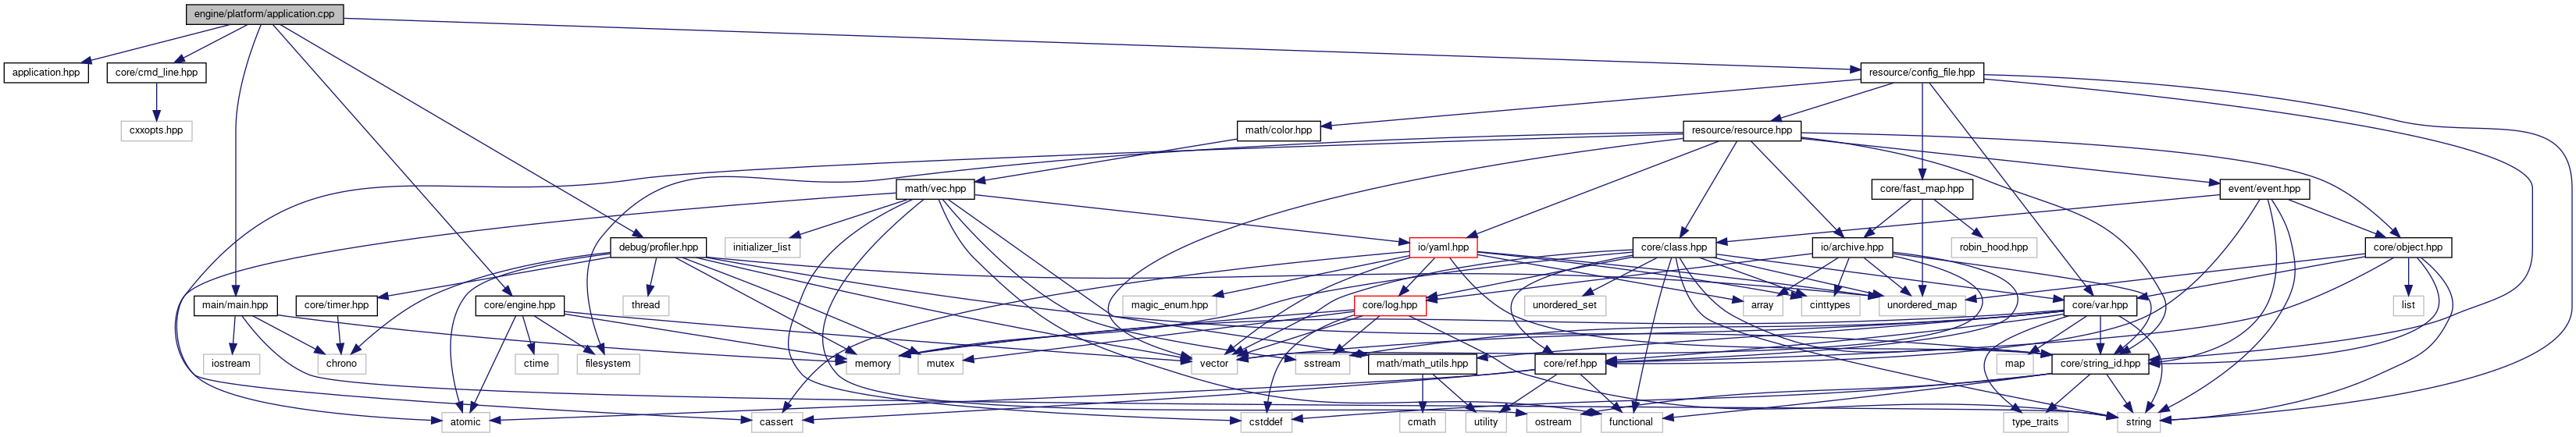 engine/platform/application.cpp
application.hpp
core/cmd_line.hpp
resource/config_file.hpp
cxxopts.hpp
math/color.hpp
resource/resource.hpp
math/vec.hpp
core/fast_map.hpp
event/event.hpp
debug/profiler.hpp
initializer_list
io/yaml.hpp
core/class.hpp
io/archive.hpp
robin_hood.hpp
core/object.hpp
main/main.hpp
core/timer.hpp
core/engine.hpp
thread
magic_enum.hpp
core/log.hpp
unordered_set
array
cinttypes
unordered_map
core/var.hpp
list
iostream
chrono
ctime
filesystem
memory
mutex
vector
sstream
math/math_utils.hpp
core/ref.hpp
map
core/string_id.hpp
atomic
cassert
cstddef
cmath
utility
ostream
functional
type_traits
string